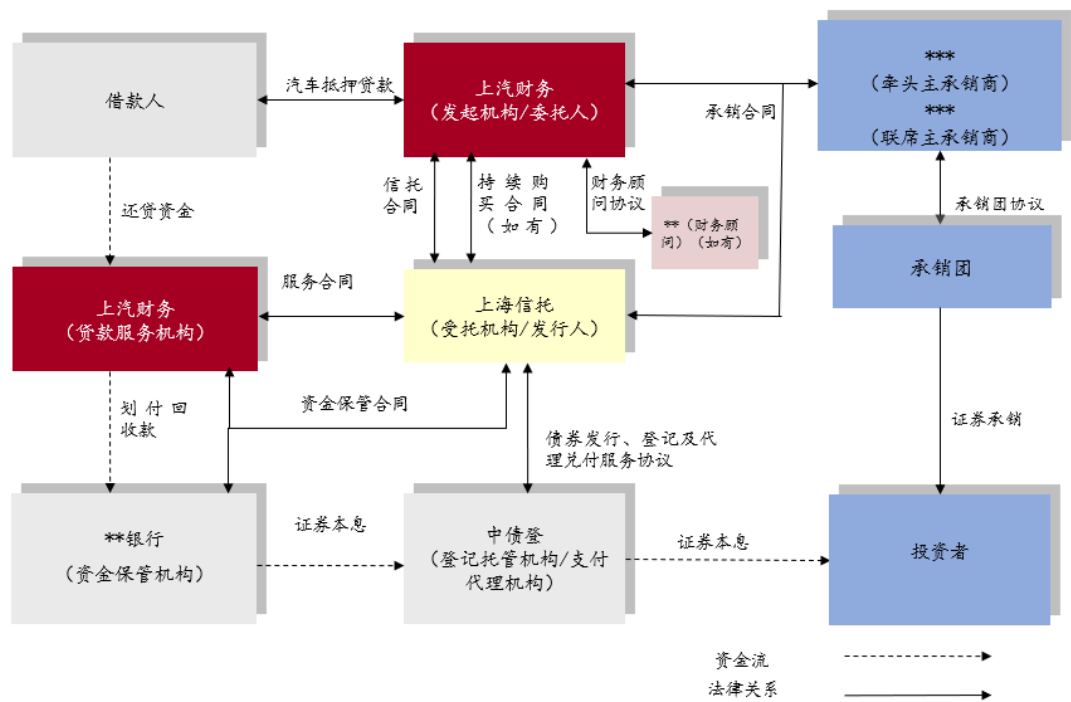 借款人
汽车抵押贷款
上汽财务
（发起机构/委托人）
承销合同
***
（牵头主承销商）
***
（联席主承销商）
信托
合同
持续购
买合同
（如有）
财务顾
问协议
**（财务顾
问）（如有）
承销团协议
还贷资金
承销团
上汽财务
（贷款服务机构）
服务合同
上海信托
（受托机构/发行人）
划付回
收款
资金保管合同
债券发行、登记及代
理兑付服务协议
证券承销
**银行
（资金保管机构）
证券本息
中债登
（登记托管机构/支付
代理机构）
证券本息
投资者
资金流
法律关系